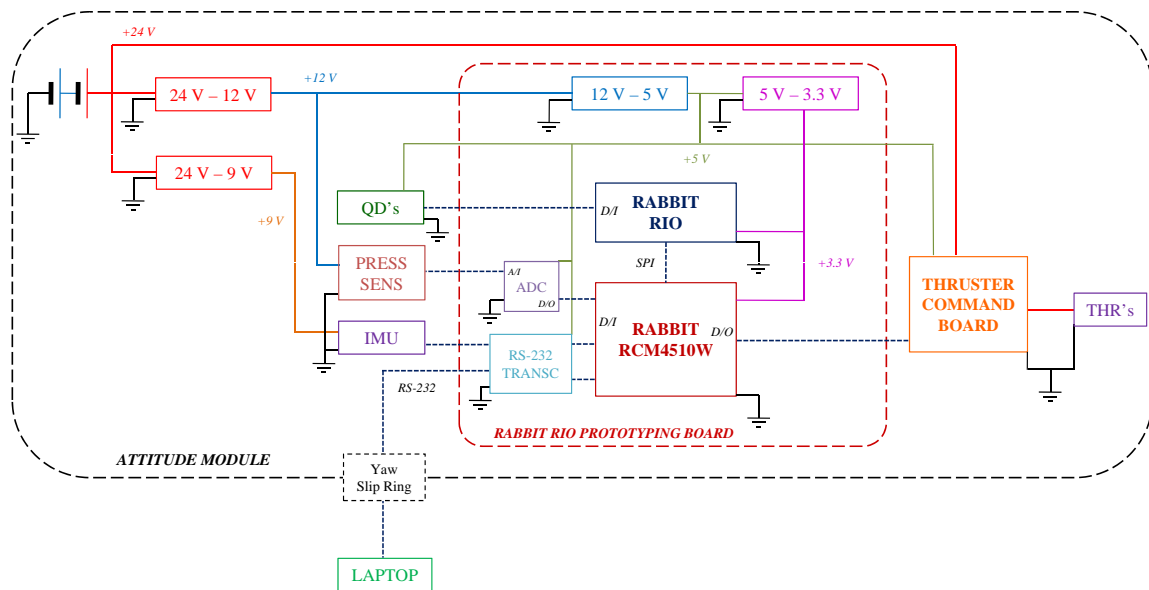 +24 V
+12 V
24 V – 12 V
12 V – 5 V
5 V – 3.3 V
+5 V
24 V – 9 V
+9 V
QD's
D/I
RABBIT
RIO
SPI
+3.3 V
PRESS
SENS
A/I
ADC
D/O
THRUSTER
COMMAND
BOARD
THR's
IMU
D/I
RABBIT
RCM4510W
D/O
RS-232
TRANSC
RS-232
RABBIT RIO PROTOTYPING BOARD
ATTITUDE MODULE
Yaw
Slip Ring
LAPTOP